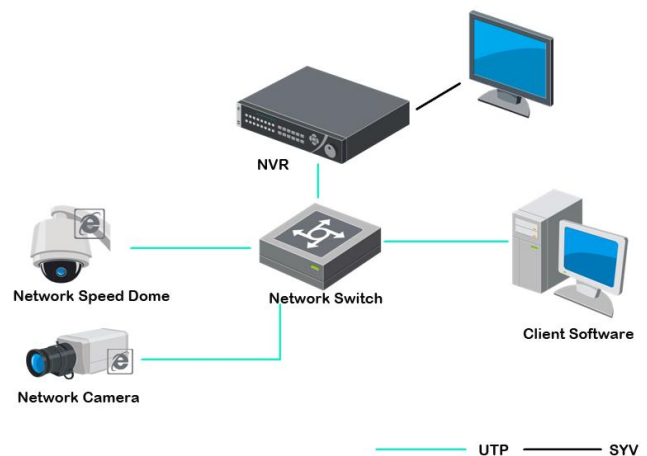 NVR
Network Speed Dome
Network Switch
Client Software
Network Camera
UTP
SYV